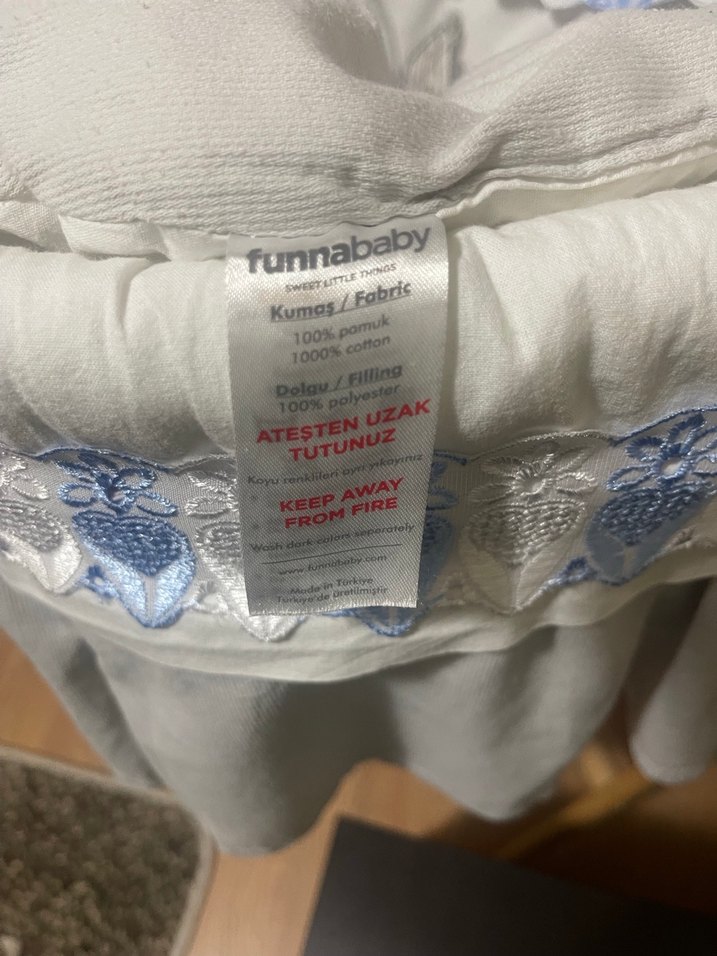 funnababy
SWEET LITTLE THINGS
Kumaş / Fabric
100% pamuk
1000% cotton
Dolgu / Filling
100% polyester
ATEŞTEN UZAK
TUTUNUZ
Koyu renklileri ayrı yıkayınız
KEEP AWAY
FROM FIRE
Wash dark colors separately
www.funnababy.com
Made in Türkiye
Türkiye'de üretilmiştir